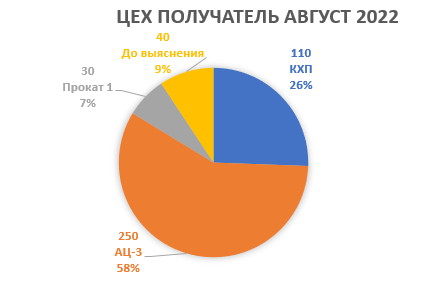 ЦЕХ ПОЛУЧАТЕЛЬ АВГУСТ 2022
40
До выяснения
9%
110
КХП
26%
30
Прокат 1
7%
250
АЦ-3
58%